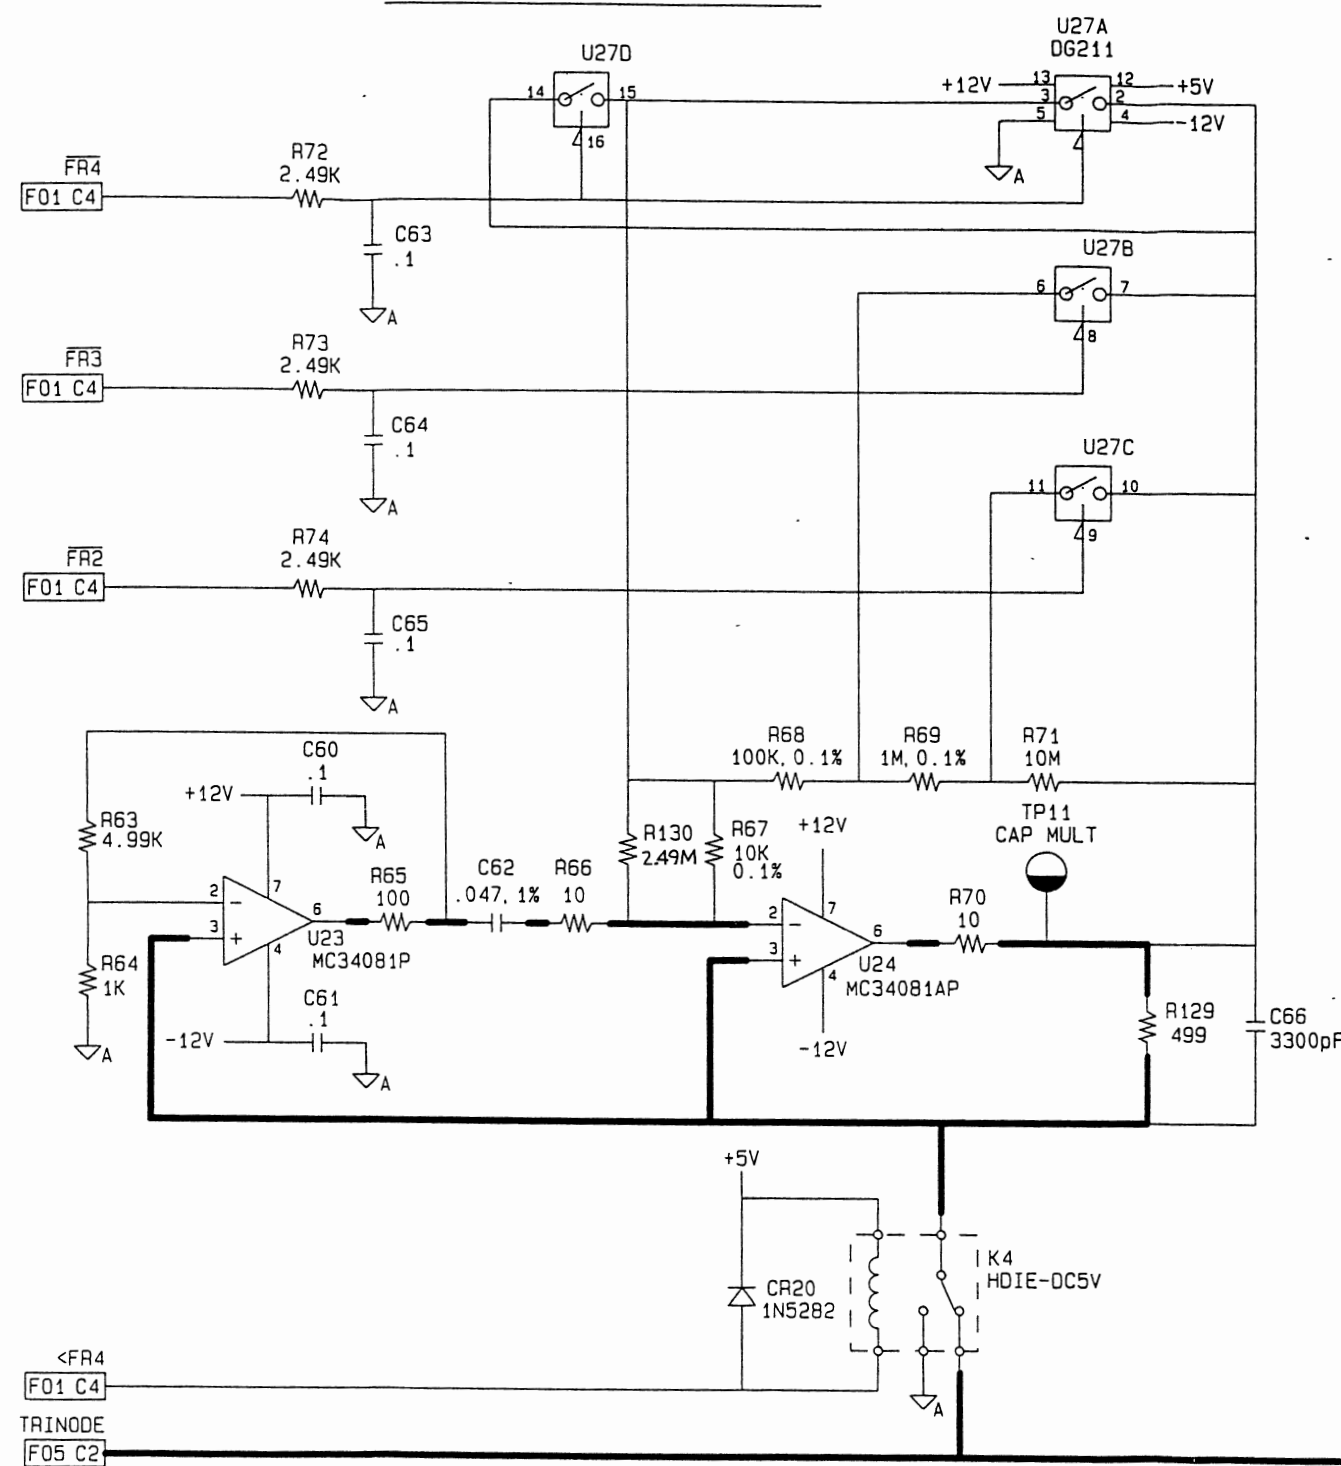 U27A
DG211
U27D
+12V 13 12 +5V
14 15 3 2
5 4 -12V
16
A
FR4
R72
2.49K
F01 C4
C63
.1
A
U27B
6 7
8
FR3
R73
2.49K
F01 C4
C64
.1
A
U27C
11 10
9
FR2
R74
2.49K
F01 C4
C65
.1
A
R68
100K, 0.1%
R69
1M, 0.1%
R71
10M
C60
.1
+12V
A
R63
4.99K
R130
2.49M
R67
10K
0.1%
+12V
TP11
CAP MULT
R65
100
C62
.047, 1%
R66
10
R70
10
2 - 7 6
3 + 4
U23
MC34081P
2 - 7 6
3 + 4
U24
MC34081AP
R64
1K
A
C61
.1
-12V
A
-12V
R129
499
C66
3300pF
+5V
K4
HDIE-DC5V
CR20
1N5282
A
<FR4
F01 C4
TRINODE
F05 C2